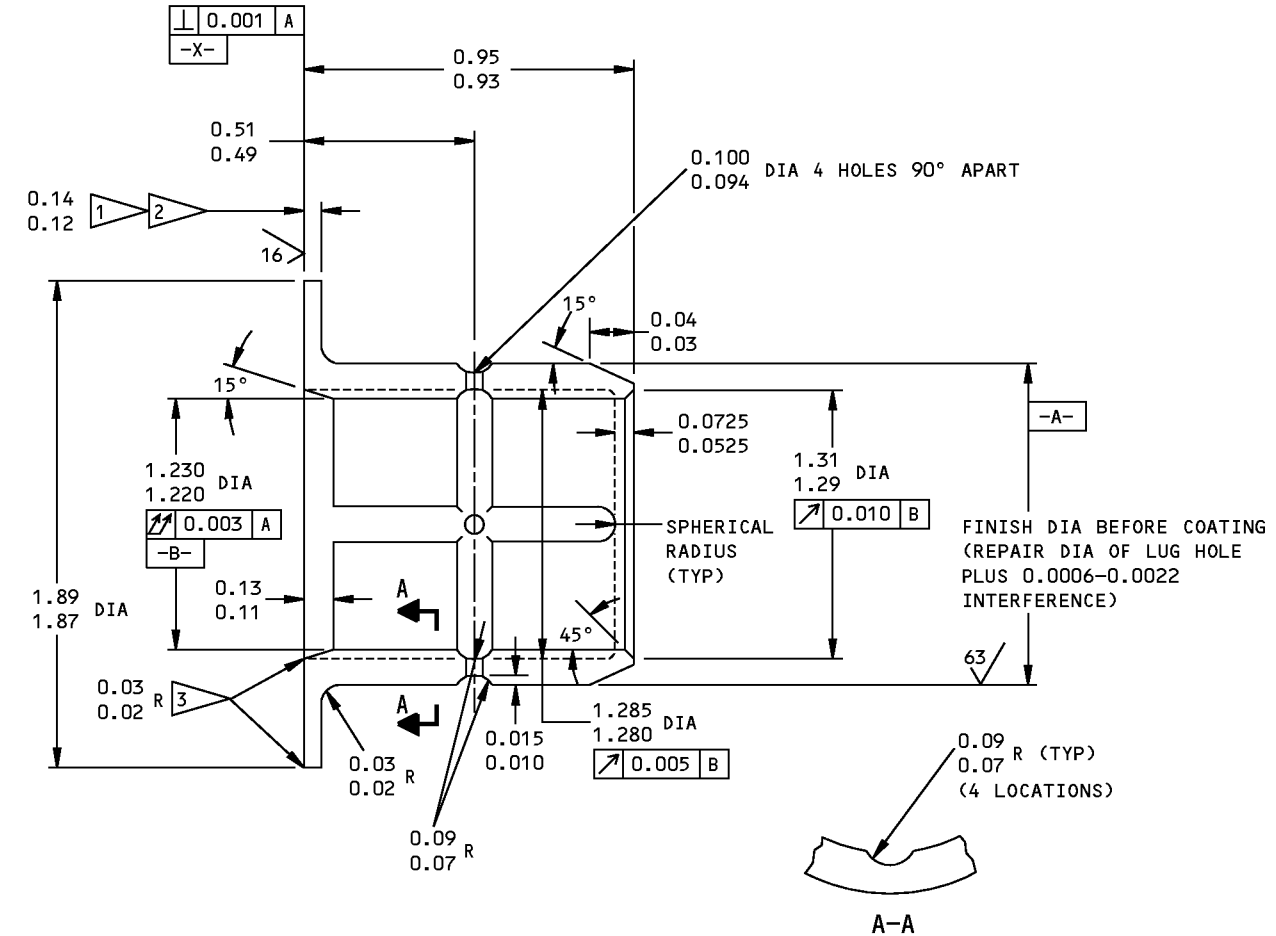 ⊥ 0.001 A
-X-
0.95
0.93
0.51
0.49
0.100
0.094 DIA 4 HOLES 90° APART
0.14
0.12
1 2
16
15°
0.04
0.03
15°
-A-
0.0725
0.0525
1.230
1.220 DIA
0.003 A
-B-
1.31
1.29 DIA
0.010 B
SPHERICAL
RADIUS
(TYP)
FINISH DIA BEFORE COATING
(REPAIR DIA OF LUG HOLE
PLUS 0.0006-0.0022
INTERFERENCE)
0.13
0.11
A
1.89
1.87 DIA
45°
63
0.03
0.02 R 3
A
1.285
1.280 DIA
0.005 B
0.015
0.010
0.03
0.02 R
0.09
0.07 R (TYP)
(4 LOCATIONS)
0.09
0.07 R
A-A